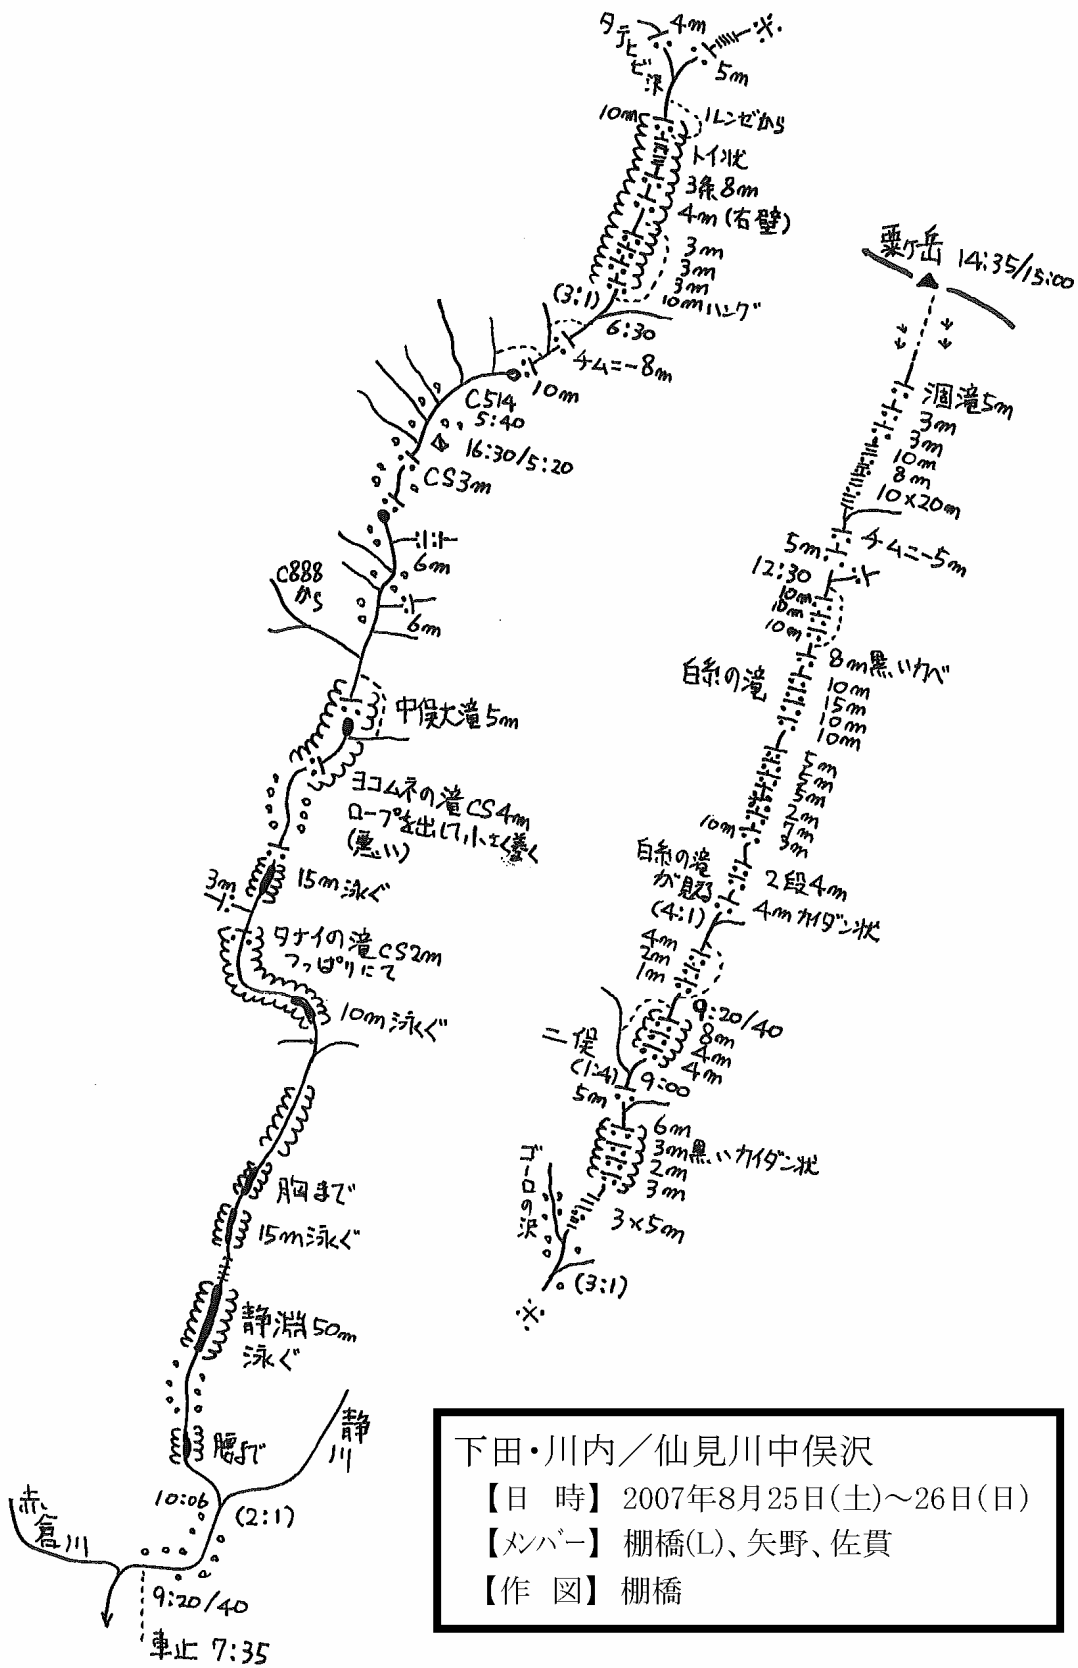 タテヒビ沢
4m
※
5m
10m
ルンゼから
トイ状
3条8m
4m(右壁)
3m
3m
3m
10mハング
(3:1)
6:30
チムニー8m
10m
C514
5:40
16:30/5:20
CS3m
6m
C888
から
6m
中俣大滝5m
ヨコムネの滝CS4m
ロープを出して小さく巻く
(悪い)
15m泳ぐ
3m
タナイの滝CS2m
つっぱりにて
10m泳ぐ
胸まで
15m泳ぐ
静淵50m
泳ぐ
腰まで
静川
10:06
(2:1)
赤倉川
9:20/40
車止 7:35
粟ヶ岳 14:35/15:00
涸滝5m
3m
3m
10m
8m
10×20m
チムニー5m
5m
12:30
10m
10m
10m
8m黒いカベ
白糸の滝
10m
15m
10m
10m
5m
5m
5m
2m
7m
3m
10m
白糸の滝
が見える
2段4m
(4:1)
4mカイダン状
4m
2m
1m
9:20/40
二俣
8m
4m
4m
(1:4)
9:00
5m
6m
3m黒いカイダン状
2m
3m
ゴーロの沢
3×5m
(3:1)
※
下田・川内／仙見川中俣沢
【日　時】 2007年8月25日(土)～26日(日)
【メンバー】 棚橋(L)、矢野、佐貫
【作　図】 棚橋